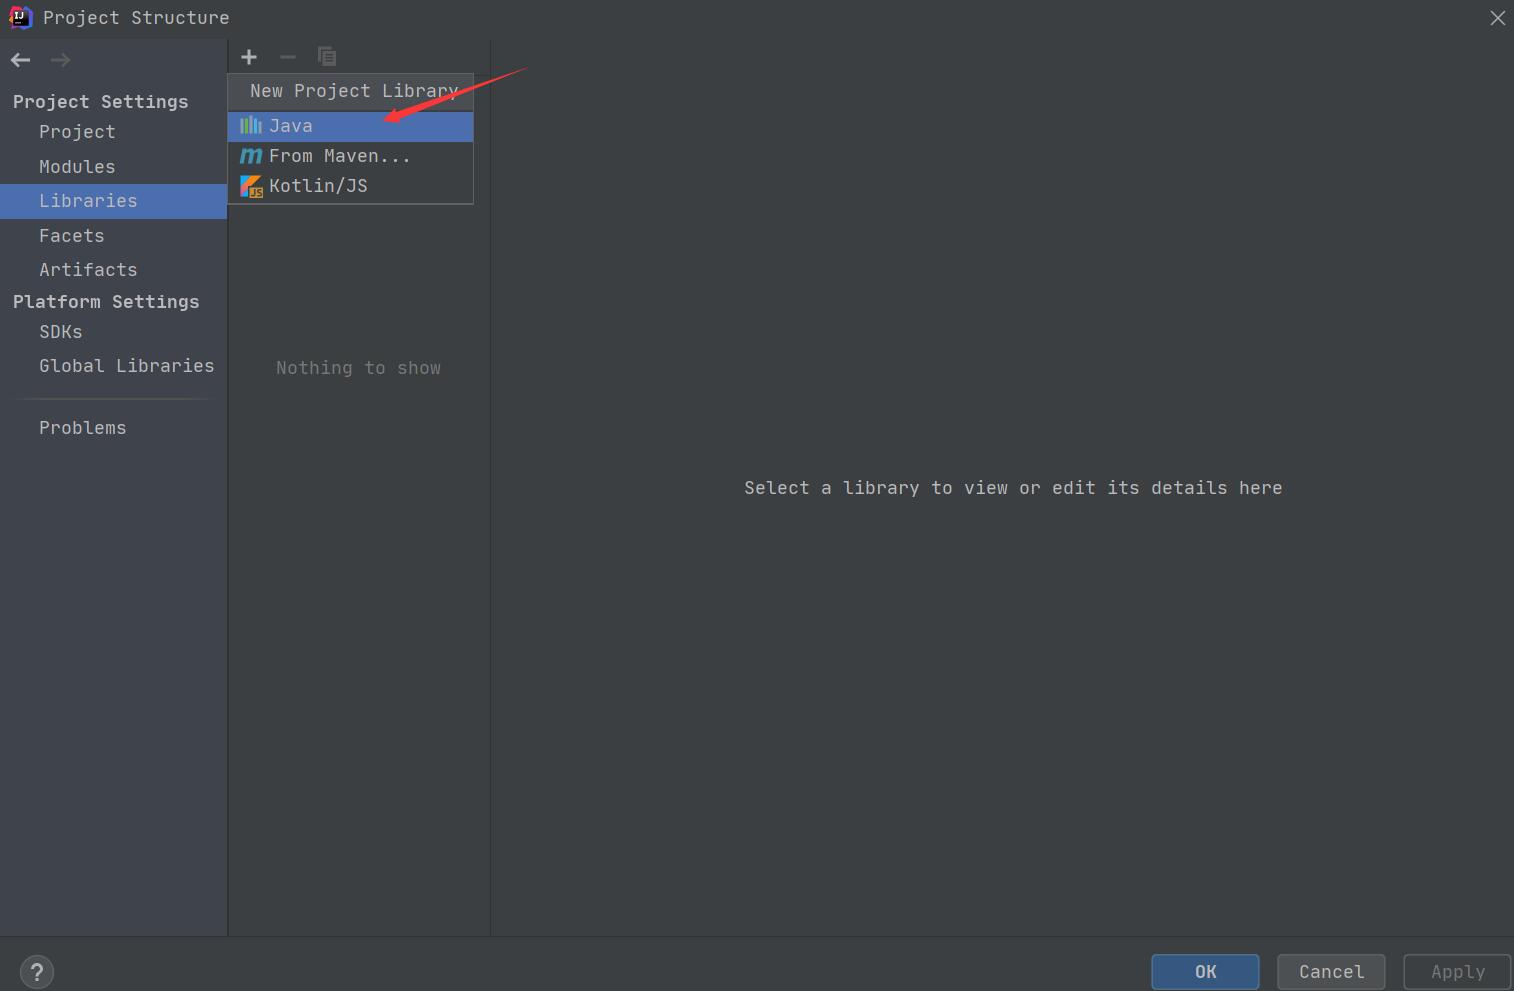 Project Structure
Project Settings
Project
Modules
Libraries
Facets
Artifacts
Platform Settings
SDKs
Global Libraries
Problems
New Project Library
Java
From Maven...
Kotlin/JS
Nothing to show
Select a library to view or edit its details here
?
OK
Cancel
Apply